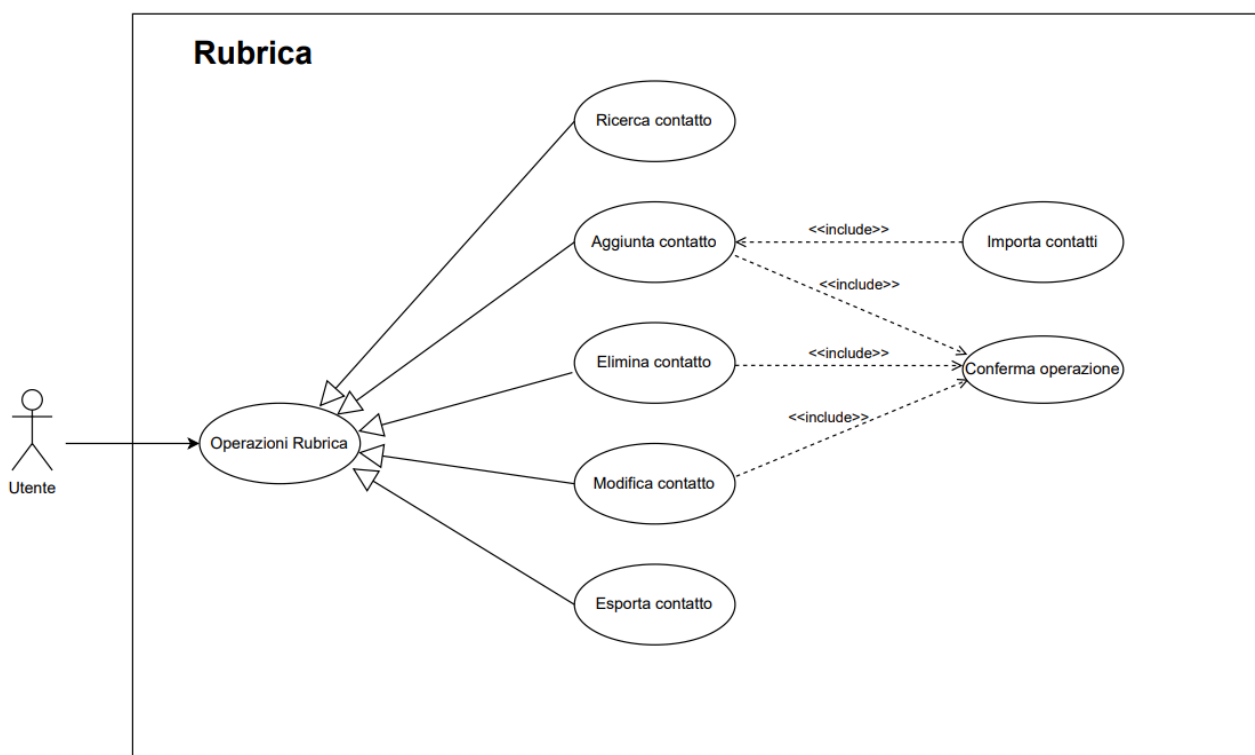 Rubrica
Ricerca contatto
Aggiunta contatto
<<include>>
Importa contatti
<<include>>
Elimina contatto
<<include>>
Conferma operazione
<<include>>
Operazioni Rubrica
Utente
Modifica contatto
Esporta contatto